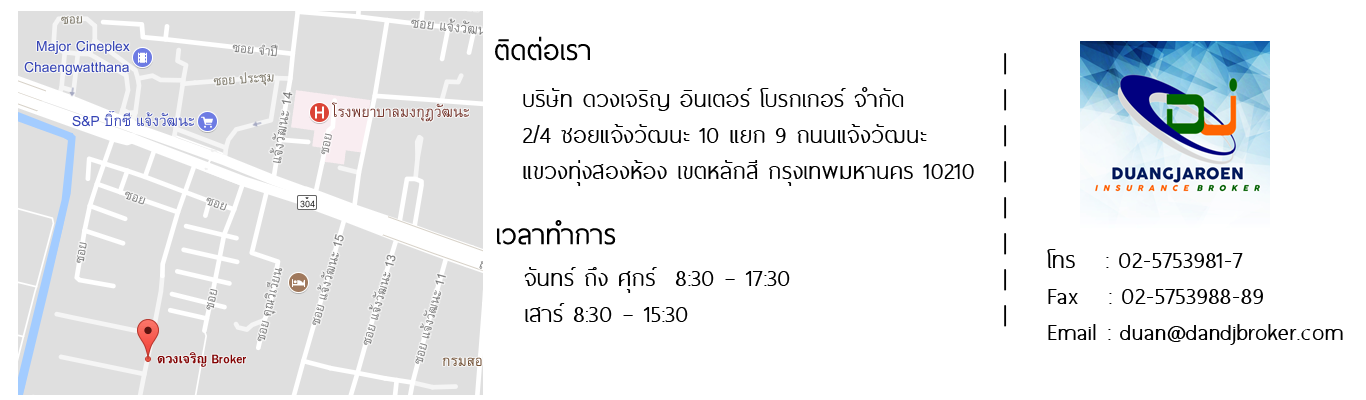 ซอย
ซอย แจ้งวัฒน
Major Cineplex
Chaengwatthana
ซอย จำปี
ซอย ประชุม
แจ้งวัฒนะ 14
โรงพยาบาลมงกุฎวัฒนะ
S&P บิ๊กซี แจ้งวัฒนะ
ซอย
304
ซอย
ซอย
ซอย
ซอย
ซอย คุณวิเวียน
ซอย แจ้งวัฒนะ 15
ซอย แจ้งวัฒนะ 13
ซอย แจ้งวัฒนะ 11
ดวงเจริญ Broker
กรมสอ
ติดต่อเรา
บริษัท ดวงเจริญ อินเตอร์ โบรกเกอร์ จำกัด
2/4 ซอยแจ้งวัฒนะ 10 แยก 9 ถนนแจ้งวัฒนะ
แขวงทุ่งสองห้อง เขตหลักสี่ กรุงเทพมหานคร 10210
เวลาทำการ
จันทร์ ถึง ศุกร์ 8:30 – 17:30
เสาร์ 8:30 – 15:30
DJ
DUANGJAROEN
INSURANCE BROKER
โทร : 02-5753981-7
Fax : 02-5753988-89
Email : duan@dandjbroker.com